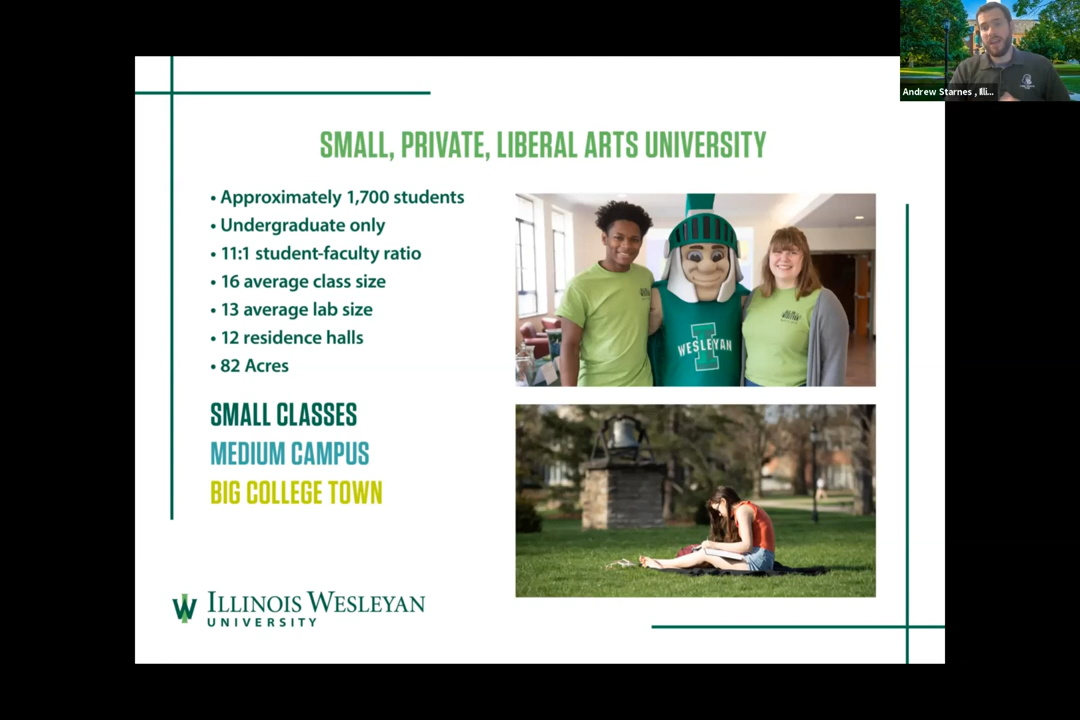 Andrew Starnes , Illi...
SMALL, PRIVATE, LIBERAL ARTS UNIVERSITY
• Approximately 1,700 students
• Undergraduate only
• 11:1 student-faculty ratio
• 16 average class size
• 13 average lab size
• 12 residence halls
• 82 Acres
SMALL CLASSES
MEDIUM CAMPUS
BIG COLLEGE TOWN
I
WESLEYAN
W ILLINOIS WESLEYAN
UNIVERSITY